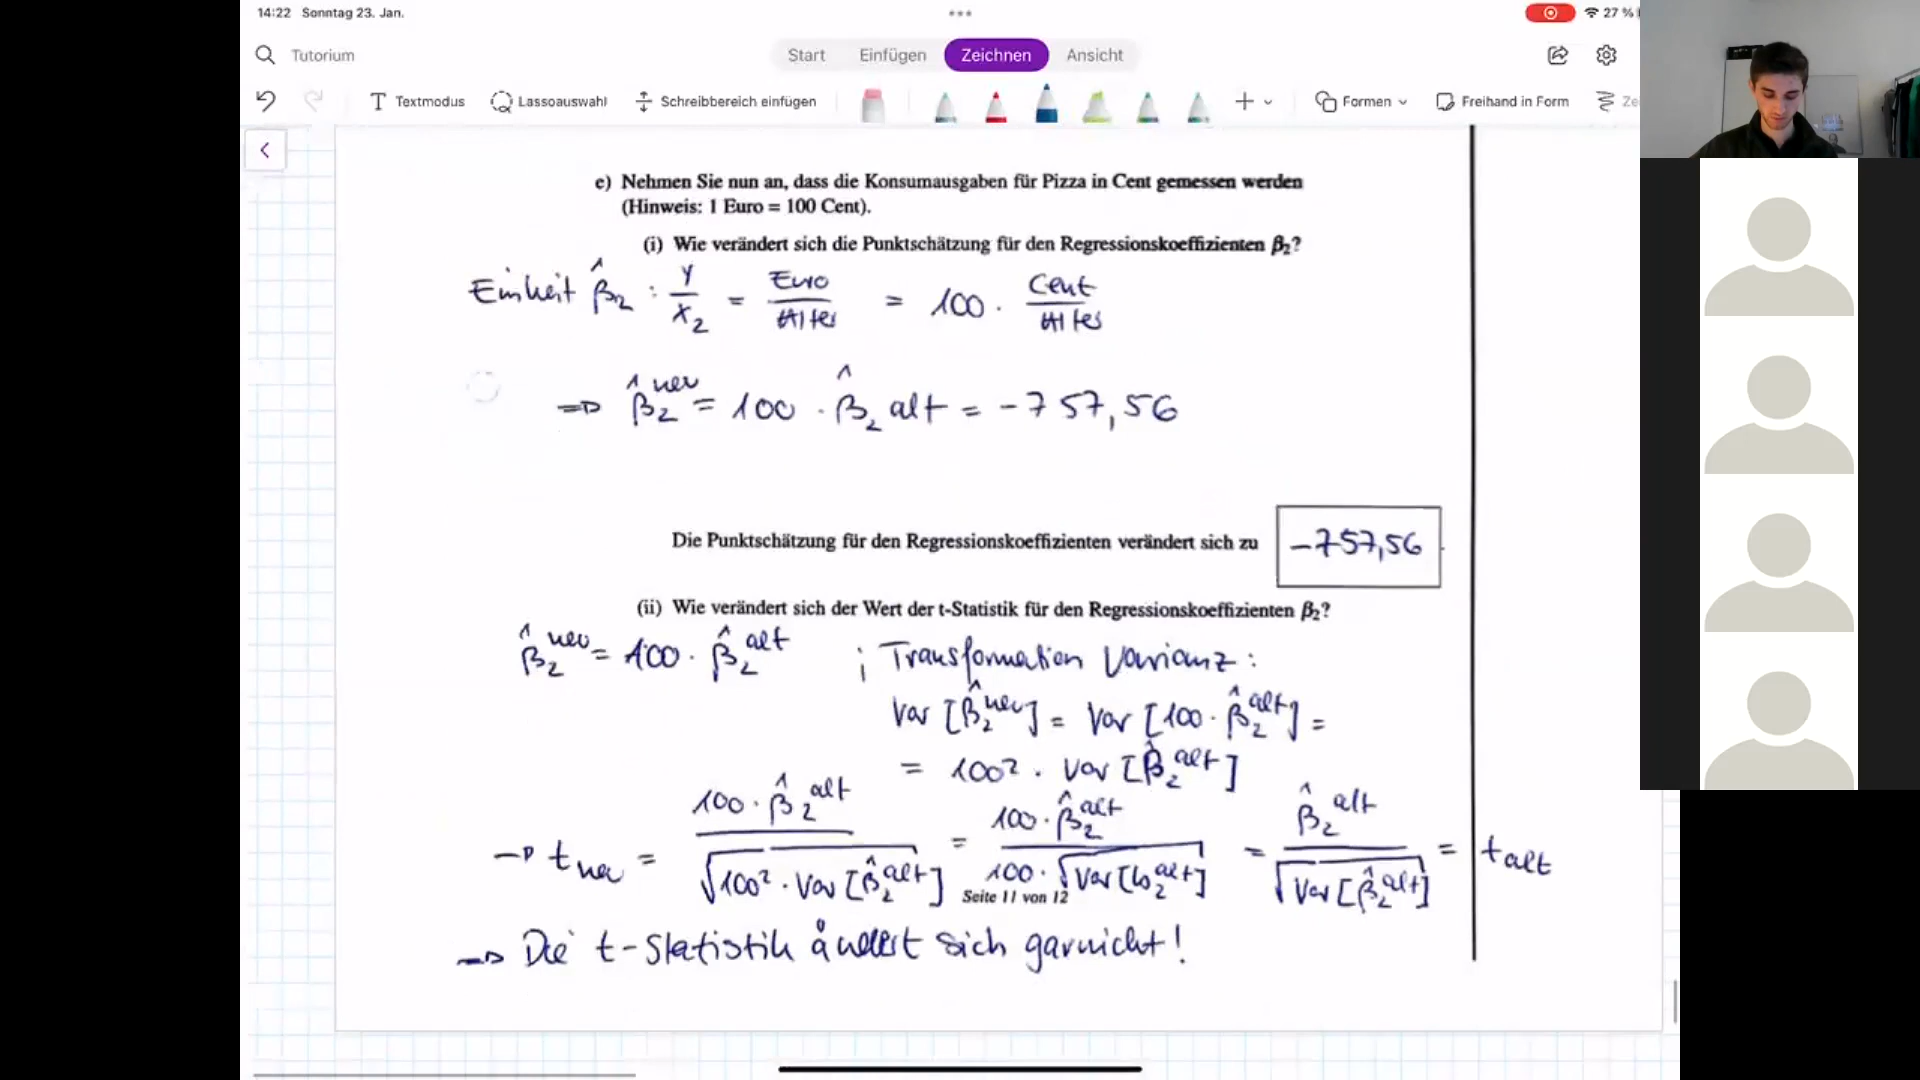 14:22 Sonntag 23. Jan.
27 %
Tutorium
Start Einfügen Zeichnen Ansicht
Textmodus Lassoauswahl Schreibbereich einfügen Formen Freihand in Form
c) Nehmen Sie nun an, dass die Konsumausgaben für Pizza in Cent gemessen werden
(Hinweis: 1 Euro = 100 Cent).
(i) Wie verändert sich die Punktschätzung für den Regressionskoeffizienten β₂?
Einheit β̂₂ : Y/X₂ = Euro/Alter = 100 · Cent/Alter
⇒ β̂₂ neu = 100 · β̂₂ alt = -757,56
Die Punktschätzung für den Regressionskoeffizienten verändert sich zu -757,56.
(ii) Wie verändert sich der Wert der t-Statistik für den Regressionskoeffizienten β₂?
β̂₂ neu = 100 · β̂₂ alt ; Transformation Varianz :
Var [β̂₂ neu] = Var [100 · β̂₂ alt] =
= 100² · Var [β̂₂ alt]
→ t neu = 100 · β̂₂ alt / √(100² · Var [β̂₂ alt]) = 100 · β̂₂ alt / (100 · √(Var [b₂ alt])) = β̂₂ alt / √(Var [β̂₂ alt]) = t alt
Seite 11 von 12
⇒ Die t-Statistik ändert sich garnicht!